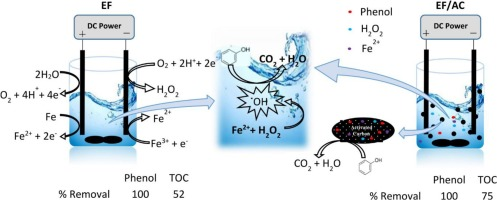 EF
DC Power
+ −
2H₂O
O₂ + 4H⁺ + 4e⁻
Fe
Fe²⁺ + 2e⁻
O₂ + 2H⁺+ 2e⁻
H₂O₂
Fe²⁺
Fe³⁺ + e⁻
Phenol TOC
% Removal 100 52
OH
CO₂ + H₂O
˙OH
Fe²⁺+ H₂O₂
Phenol
H₂O₂
Fe²⁺
EF/AC
DC Power
+ −
Activated
Carbon
CO₂ + H₂O
OH
Phenol TOC
% Removal 100 75